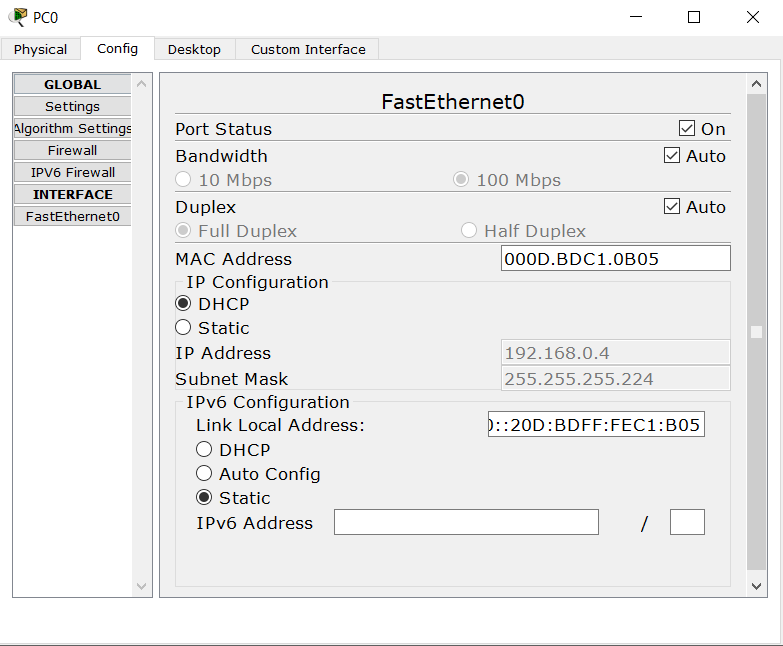 PC0
Physical Config Desktop Custom Interface
GLOBAL
Settings
Algorithm Settings
Firewall
IPV6 Firewall
INTERFACE
FastEthernet0
FastEthernet0
Port Status On
Bandwidth Auto
10 Mbps 100 Mbps
Duplex Auto
Full Duplex Half Duplex
MAC Address 000D.BDC1.0B05
IP Configuration
DHCP
Static
IP Address 192.168.0.4
Subnet Mask 255.255.255.224
IPv6 Configuration
Link Local Address: ::20D:BDFF:FEC1:B05
DHCP
Auto Config
Static
IPv6 Address /